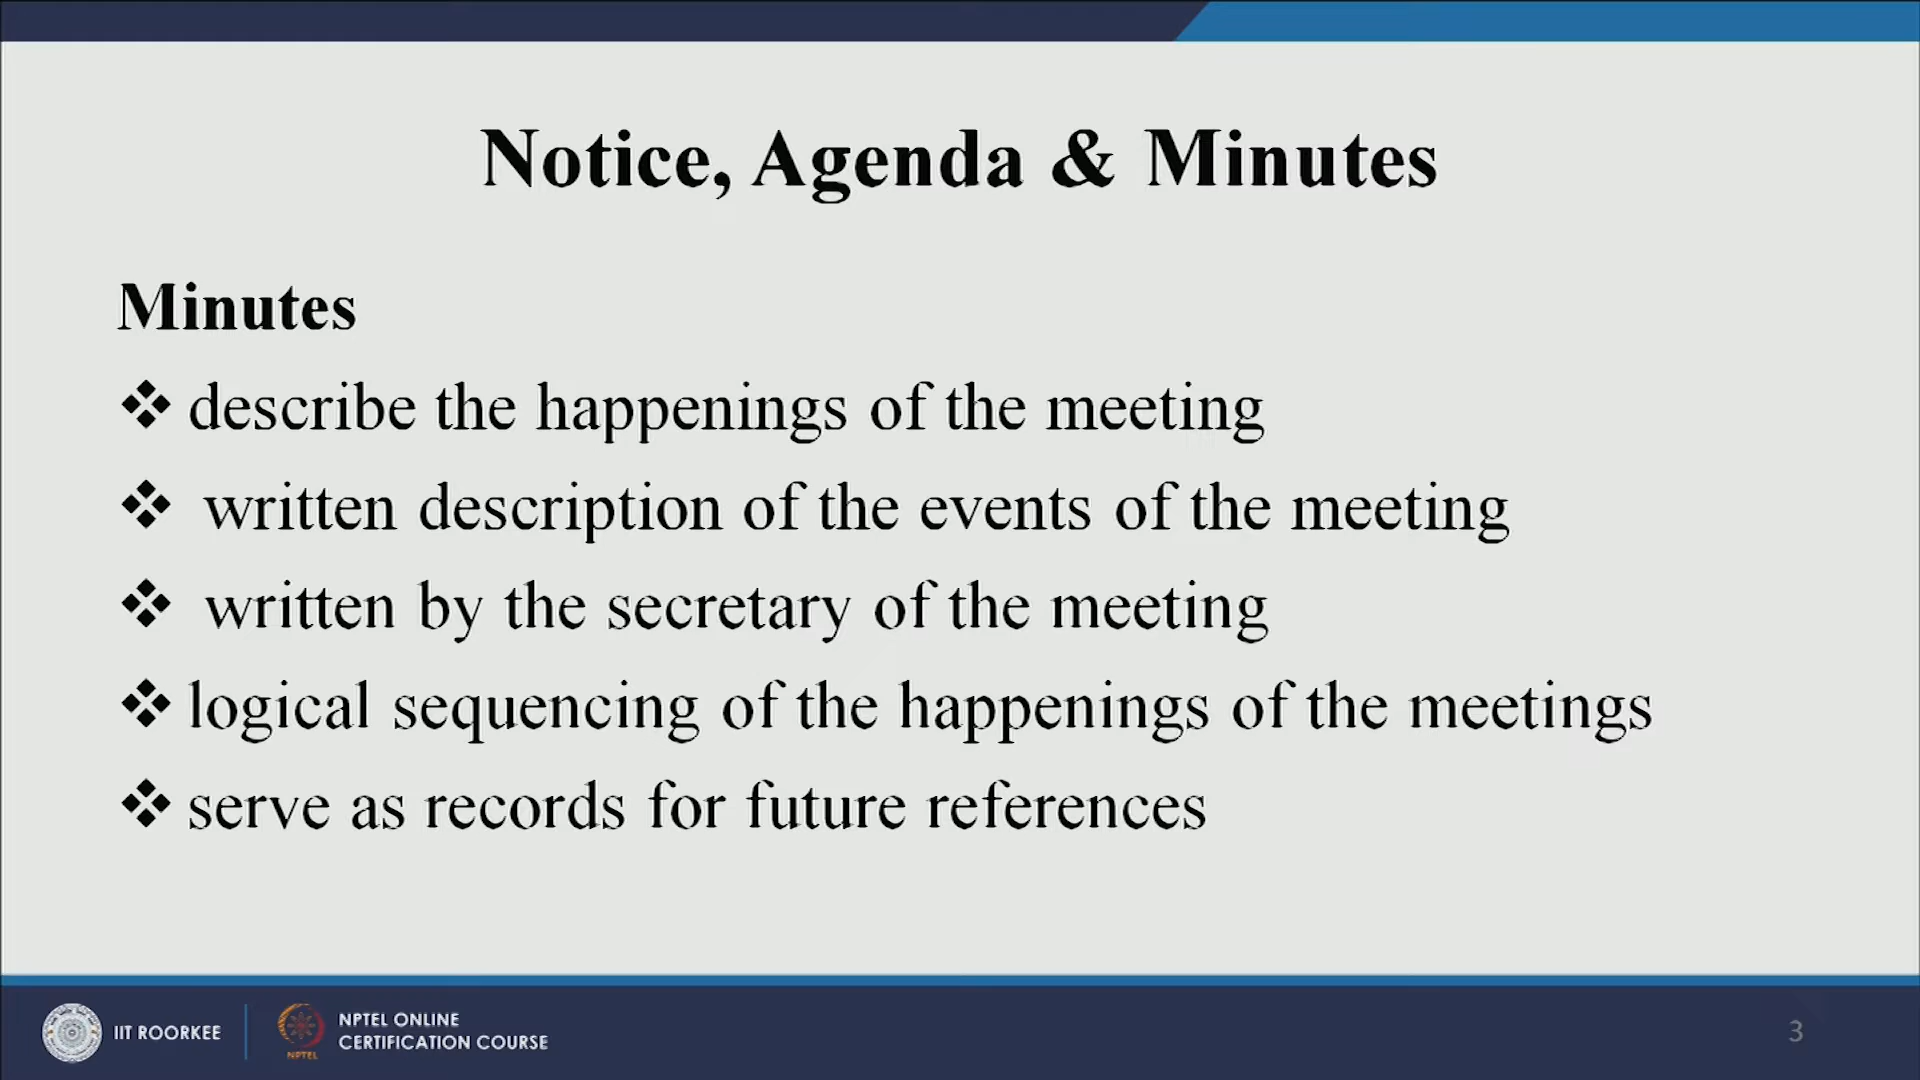 Notice, Agenda & Minutes
Minutes
❖ describe the happenings of the meeting
❖ written description of the events of the meeting
❖ written by the secretary of the meeting
❖ logical sequencing of the happenings of the meetings
❖ serve as records for future references
IIT ROORKEE
NPTEL
NPTEL ONLINE
CERTIFICATION COURSE
3